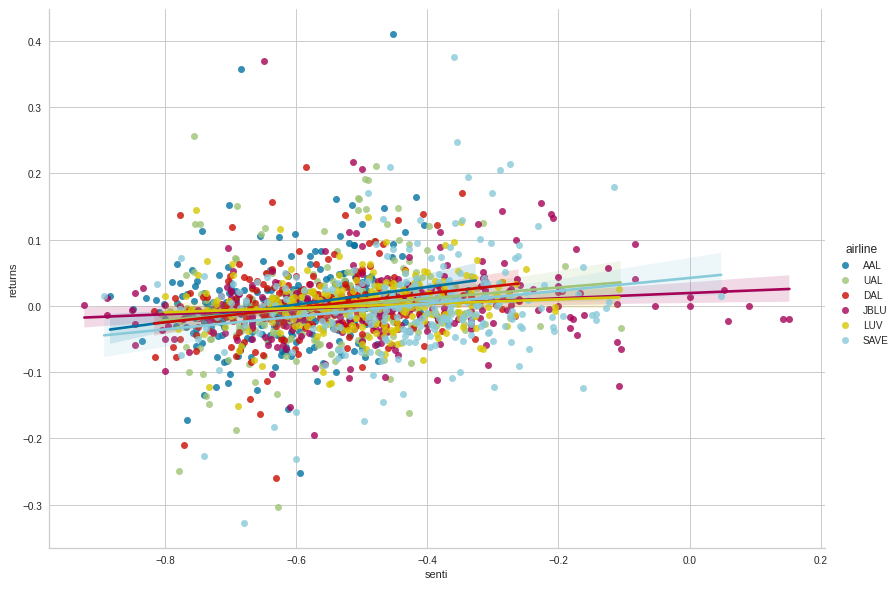 0.4
0.3
0.2
0.1
0.0
−0.1
−0.2
−0.3
returns
−0.8 −0.6 −0.4 −0.2 0.0 0.2
senti
airline
AAL
UAL
DAL
JBLU
LUV
SAVE